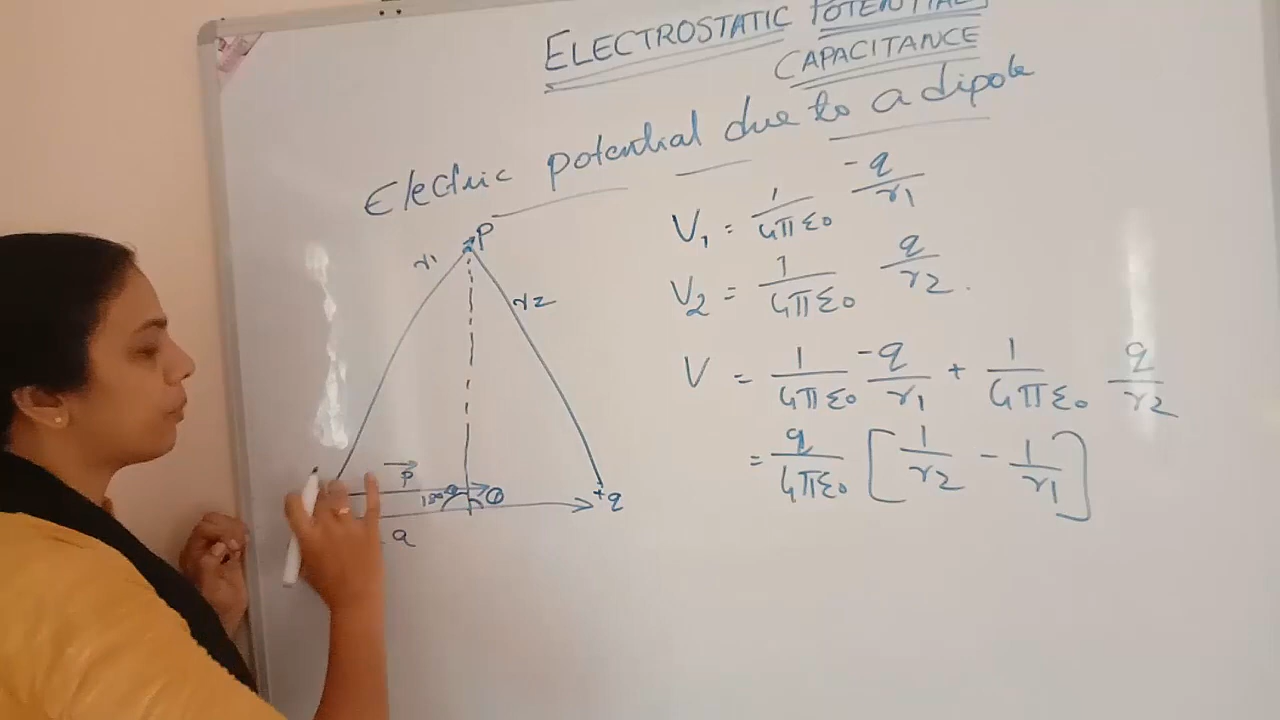 ELECTROSTATIC POTENTIAL
CAPACITANCE
Electric potential due to a dipole
P
r1
r2
p
180-θ
θ
+q
a
V₁ = 1/4πε₀ -q/r1
V₂ = 1/4πε₀ q/r2.
V = 1/4πε₀ -q/r1 + 1/4πε₀ q/r2
= q/4πε₀ [1/r2 - 1/r1]